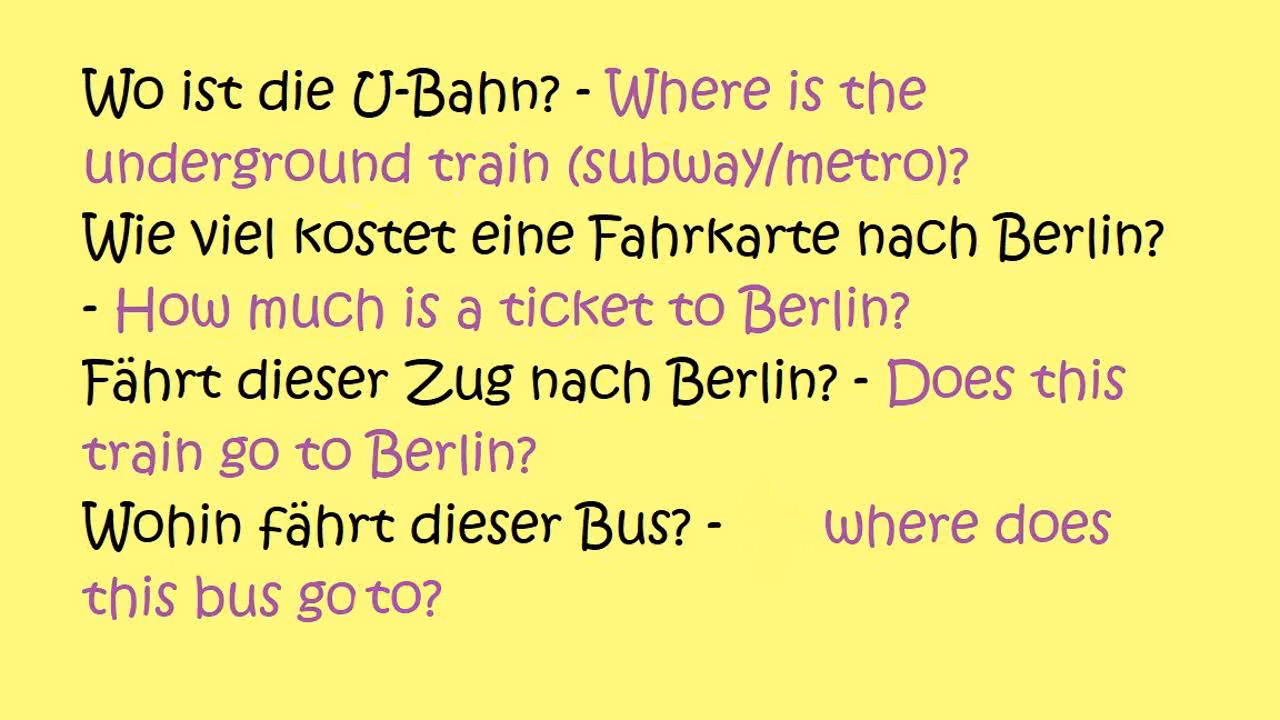 Wo ist die U-Bahn? - Where is the
underground train (subway/metro)?
Wie viel kostet eine Fahrkarte nach Berlin?
- How much is a ticket to Berlin?
Fährt dieser Zug nach Berlin? - Does this
train go to Berlin?
Wohin fährt dieser Bus? - where does
this bus go to?